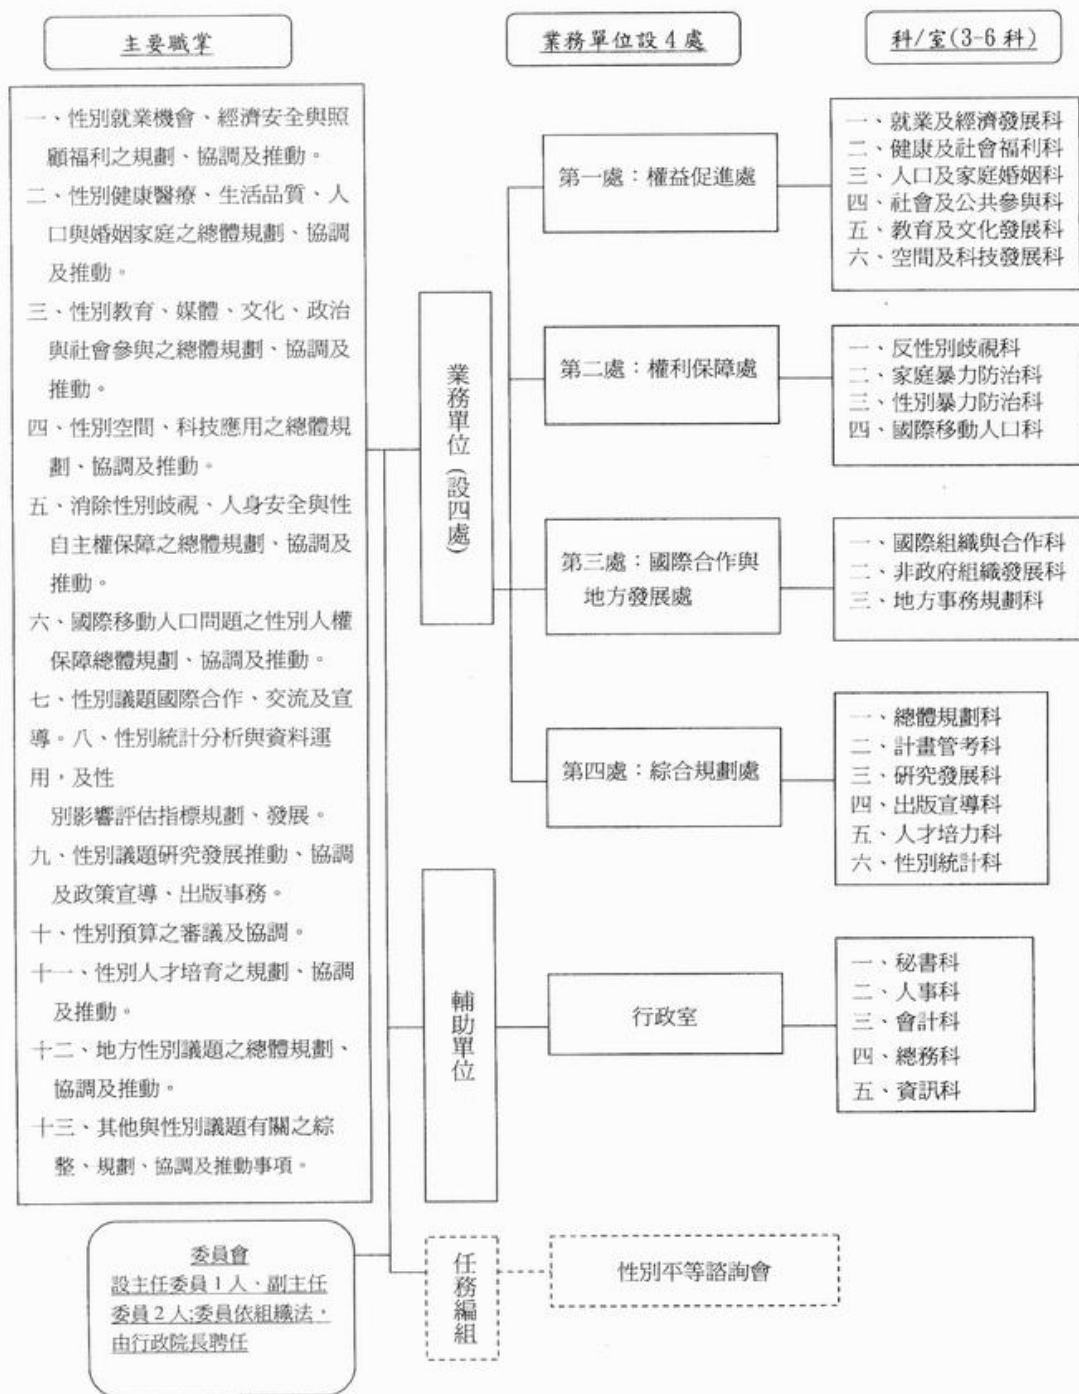 主要職掌
業務單位設4處
科/室(3-6科)
一、性別就業機會、經濟安全與照
顧福利之規劃、協調及推動。
二、性別健康醫療、生活品質、人
口與婚姻家庭之總體規劃、協調
及推動。
三、性別教育、媒體、文化、政治
與社會參與之總體規劃、協調及
推動。
四、性別空間、科技應用之總體規
劃、協調及推動。
五、消除性別歧視、人身安全與性
自主權保障之總體規劃、協調及
推動。
六、國際移動人口問題之性別人權
保障總體規劃、協調及推動。
七、性別議題國際合作、交流及宣
導。八、性別統計分析與資料運
用,及性
別影響評估指標規劃、發展。
九、性別議題研究發展推動、協調
及政策宣導、出版事務。
十、性別預算之審議及協調。
十一、性別人才培育之規劃、協調
及推動。
十二、地方性別議題之總體規劃、
協調及推動。
十三、其他與性別議題有關之綜
整、規劃、協調及推動事項。
委員會
設主任委員1人、副主任
委員2人;委員依組織法,
由行政院長聘任
業務單位(設四處)
第一處:權益促進處
一、就業及經濟發展科
二、健康及社會福利科
三、人口及家庭婚姻科
四、社會及公共參與科
五、教育及文化發展科
六、空間及科技發展科
第二處:權利保障處
一、反性別歧視科
二、家庭暴力防治科
三、性別暴力防治科
四、國際移動人口科
第三處:國際合作與
地方發展處
一、國際組織與合作科
二、非政府組織發展科
三、地方事務規劃科
第四處:綜合規劃處
一、總體規劃科
二、計畫管考科
三、研究發展科
四、出版宣導科
五、人才培力科
六、性別統計科
輔助單位
行政室
一、秘書科
二、人事科
三、會計科
四、總務科
五、資訊科
任務編組
性別平等諮詢會